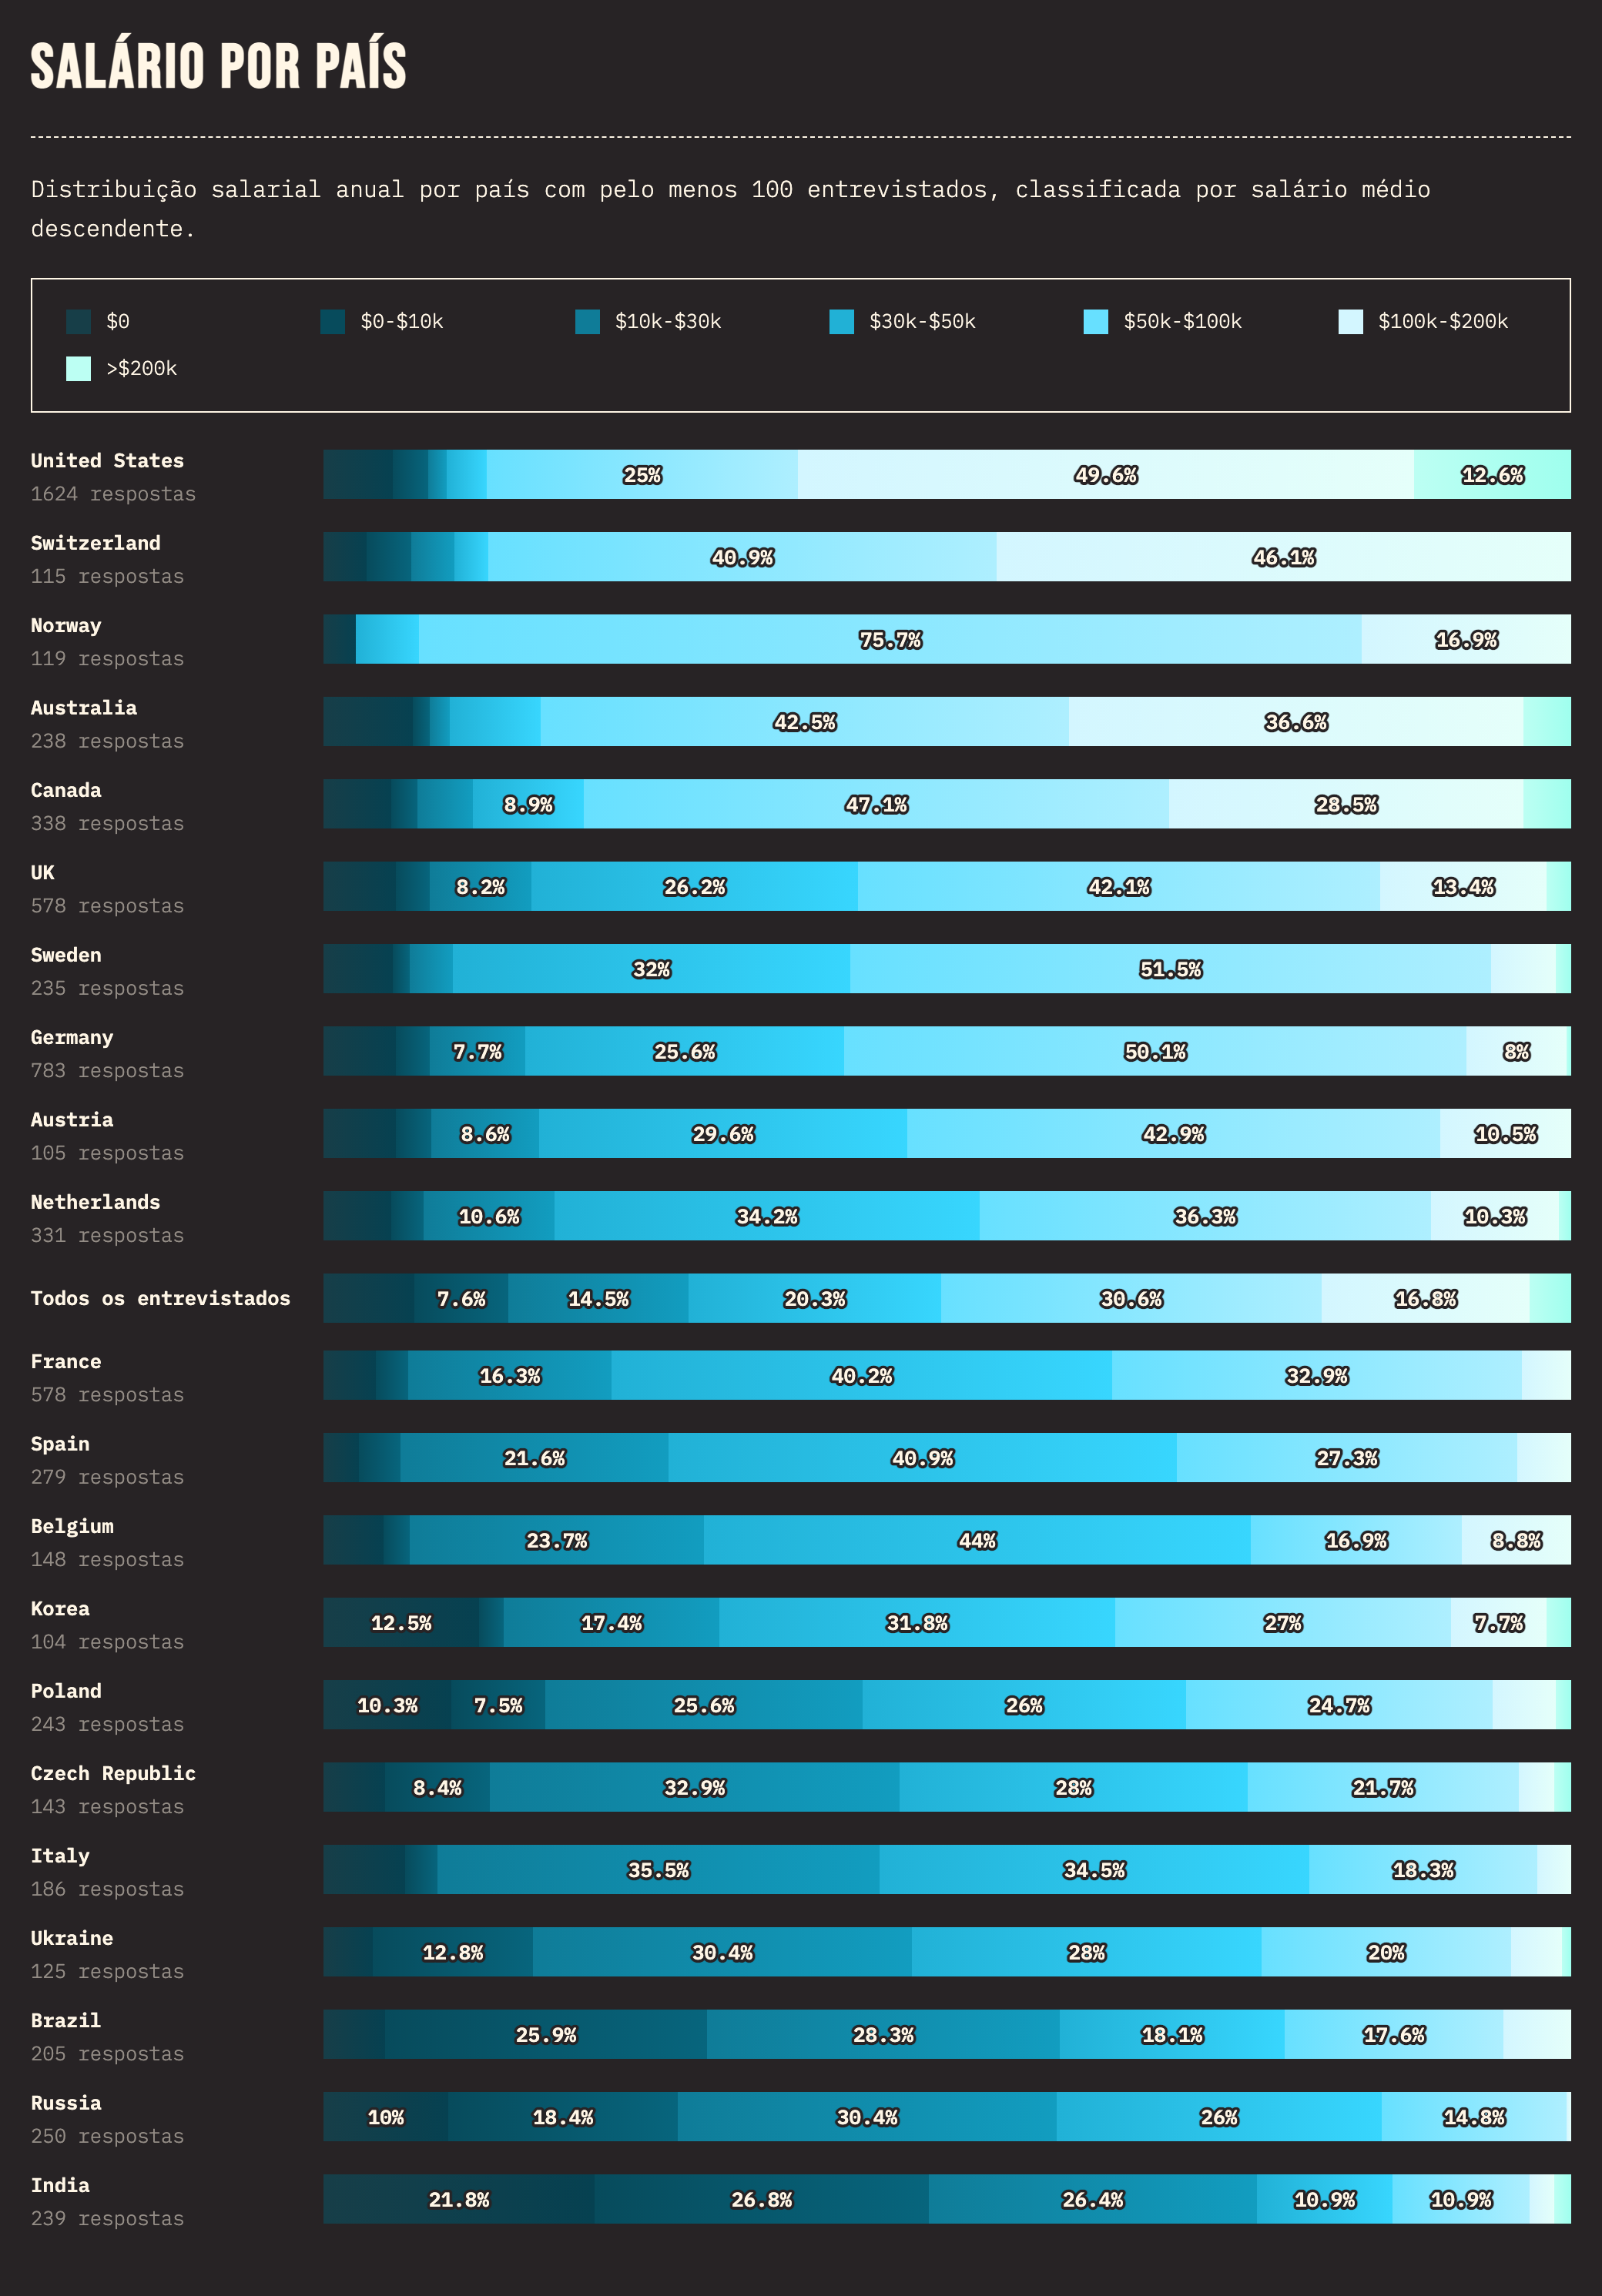 SALÁRIO POR PAÍS
Distribuição salarial anual por país com pelo menos 100 entrevistados, classificada por salário médio
descendente.
$0 $0-$10k $10k-$30k $30k-$50k $50k-$100k $100k-$200k
>$200k
United States
1624 respostas
25% 49.6% 12.6%
Switzerland
115 respostas
40.9% 46.1%
Norway
119 respostas
75.7% 16.9%
Australia
238 respostas
42.5% 36.6%
Canada
338 respostas
8.9% 47.1% 28.5%
UK
578 respostas
8.2% 26.2% 42.1% 13.4%
Sweden
235 respostas
32% 51.5%
Germany
783 respostas
7.7% 25.6% 50.1% 8%
Austria
105 respostas
8.6% 29.6% 42.9% 10.5%
Netherlands
331 respostas
10.6% 34.2% 36.3% 10.3%
Todos os entrevistados
7.6% 14.5% 20.3% 30.6% 16.8%
France
578 respostas
16.3% 40.2% 32.9%
Spain
279 respostas
21.6% 40.9% 27.3%
Belgium
148 respostas
23.7% 44% 16.9% 8.8%
Korea
104 respostas
12.5% 17.4% 31.8% 27% 7.7%
Poland
243 respostas
10.3% 7.5% 25.6% 26% 24.7%
Czech Republic
143 respostas
8.4% 32.9% 28% 21.7%
Italy
186 respostas
35.5% 34.5% 18.3%
Ukraine
125 respostas
12.8% 30.4% 28% 20%
Brazil
205 respostas
25.9% 28.3% 18.1% 17.6%
Russia
250 respostas
10% 18.4% 30.4% 26% 14.8%
India
239 respostas
21.8% 26.8% 26.4% 10.9% 10.9%